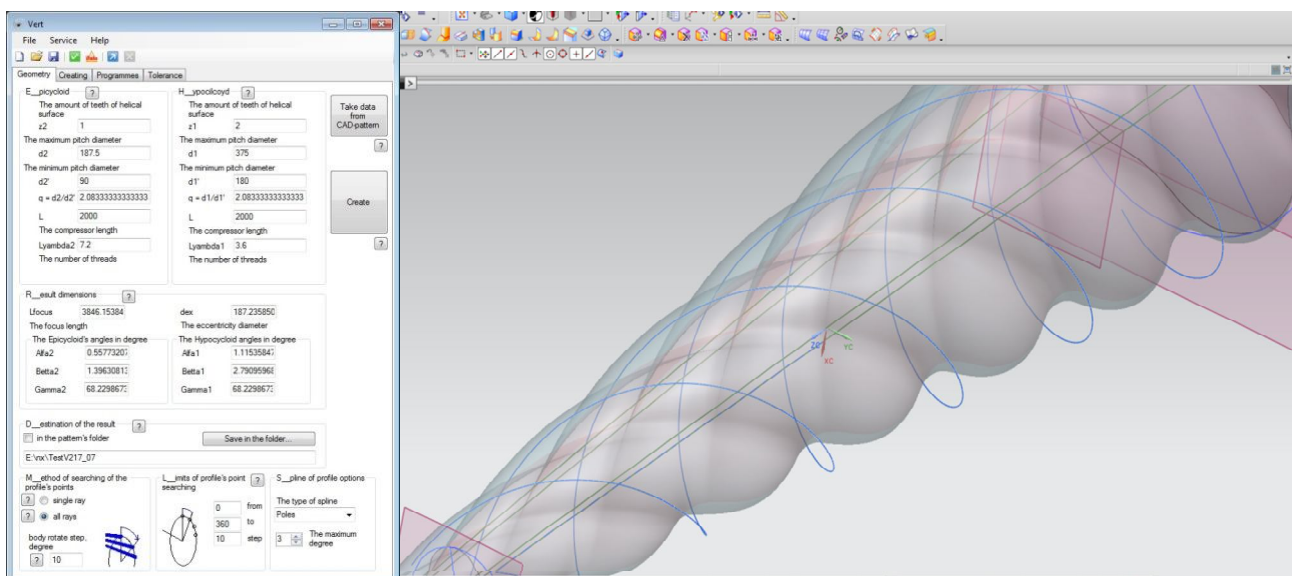 Vert
File Service Help
Geometry Creating Programmes Tolerance
E__picycloid ?
The amount of teeth of helical
surface
z2 1
The maximum pitch diameter
d2 187.5
The minimum pitch diameter
d2' 90
q = d2/d2' 2.08333333333333
L 2000
The compressor length
Lyambda2 7.2
The number of threads
H__ypocilcoyd ?
The amount of teeth of helical
surface
z1 2
The maximum pitch diameter
d1 375
The minimum pitch diameter
d1' 180
q = d1/d1' 2.08333333333333
L 2000
The compressor length
Lyambda1 3.6
The number of threads
Take data
from
CAD-pattern
?
Create
?
R__esult dimensions ?
Lfocus 3846.15384
The focus length
dex 187.235850
The eccentricity diameter
The Epicycloid's angles in degree
Alfa2 0.55773207
Betta2 1.39630813
Gamma2 68.2298673
The Hypocycloid angles in degree
Alfa1 1.11535847
Betta1 2.79095968
Gamma1 68.2298673
D__estination of the result ?
in the pattern's folder
Save in the folder...
E:\nx\TestV217_07
M__ethod of searching of the
profile's points
? single ray
? all rays
body rotate step,
degree
? 10
L__imits of profile's point ?
searching
0 from
360 to
10 step
S__pline of profile options
The type of spline
Poles
3 The maximum
degree
>
YC
XC